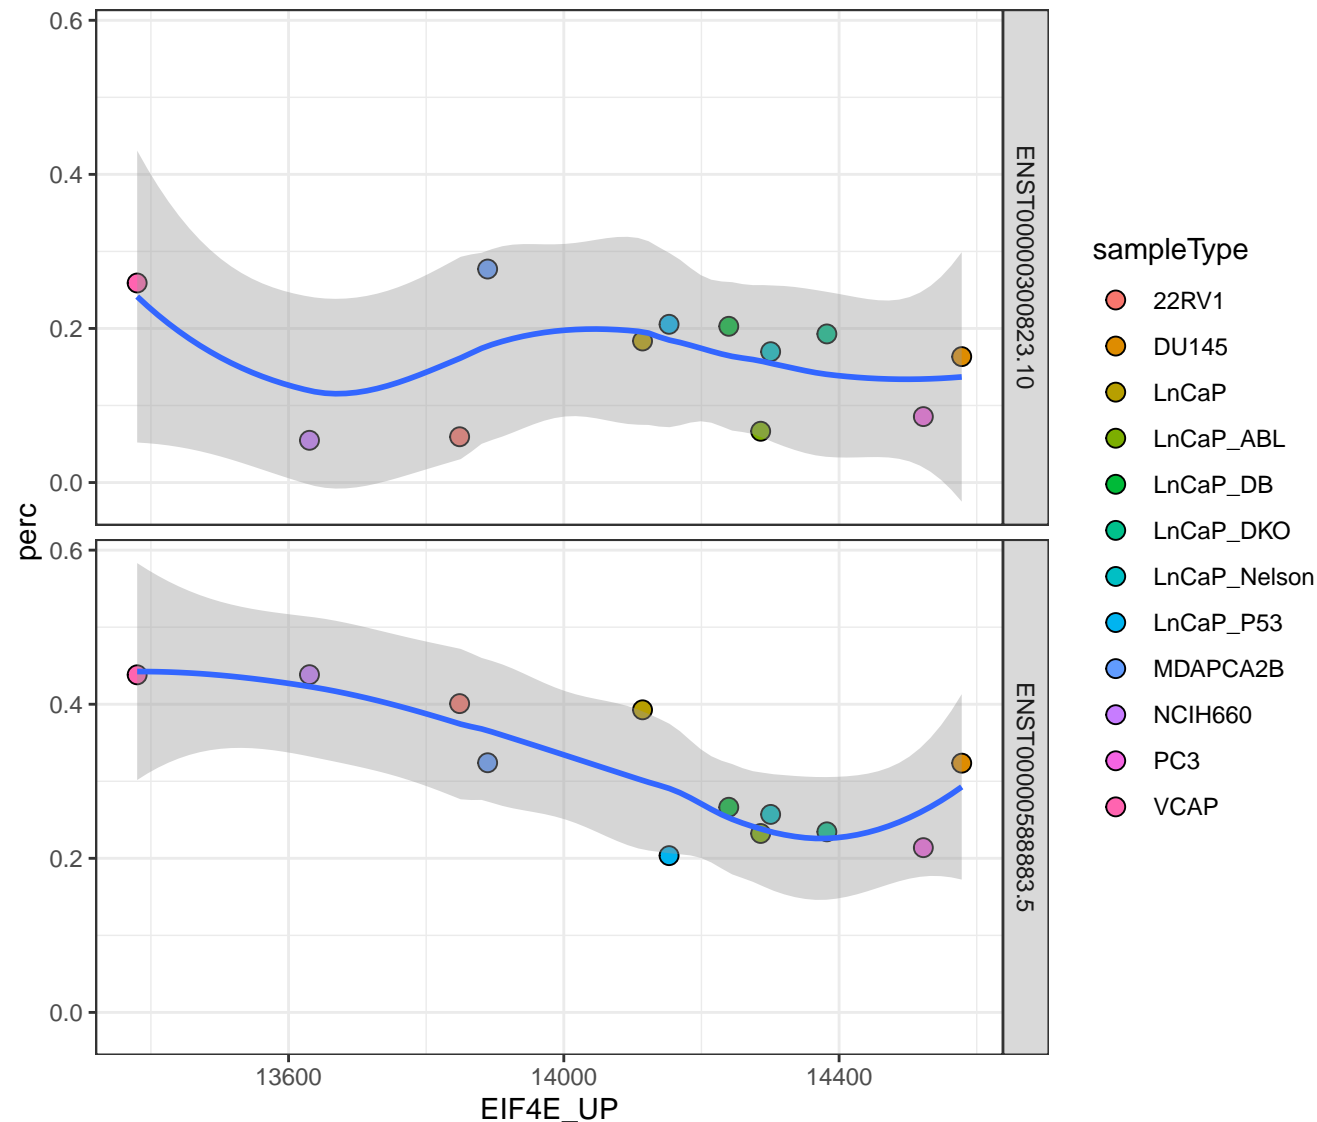 0.6
0.4
0.2
0.0
ENST00000300823.10
0.6
0.4
0.2
0.0
ENST00000588883.5
perc
13600
14000
14400
EIF4E_UP
sampleType
22RV1
DU145
LnCaP
LnCaP_ABL
LnCaP_DB
LnCaP_DKO
LnCaP_Nelson
LnCaP_P53
MDAPCA2B
NCIH660
PC3
VCAP